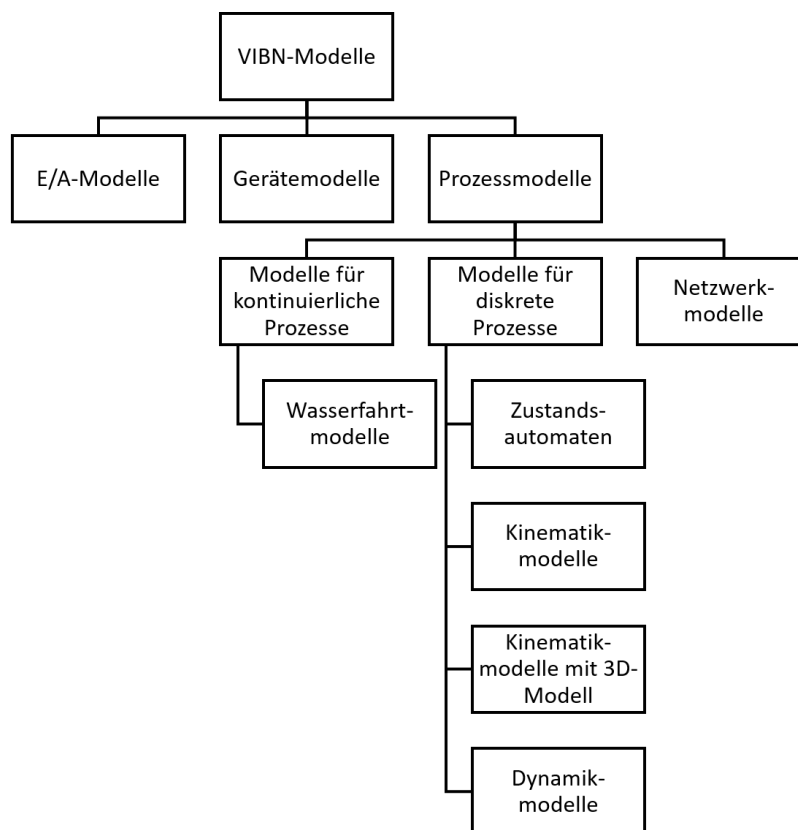 VIBN-Modelle
E/A-Modelle
Gerätemodelle
Prozessmodelle
Modelle für
kontinuierliche
Prozesse
Modelle für
diskrete
Prozesse
Netzwerk-
modelle
Wasserfahrt-
modelle
Zustands-
automaten
Kinematik-
modelle
Kinematik-
modelle mit 3D-
Modell
Dynamik-
modelle